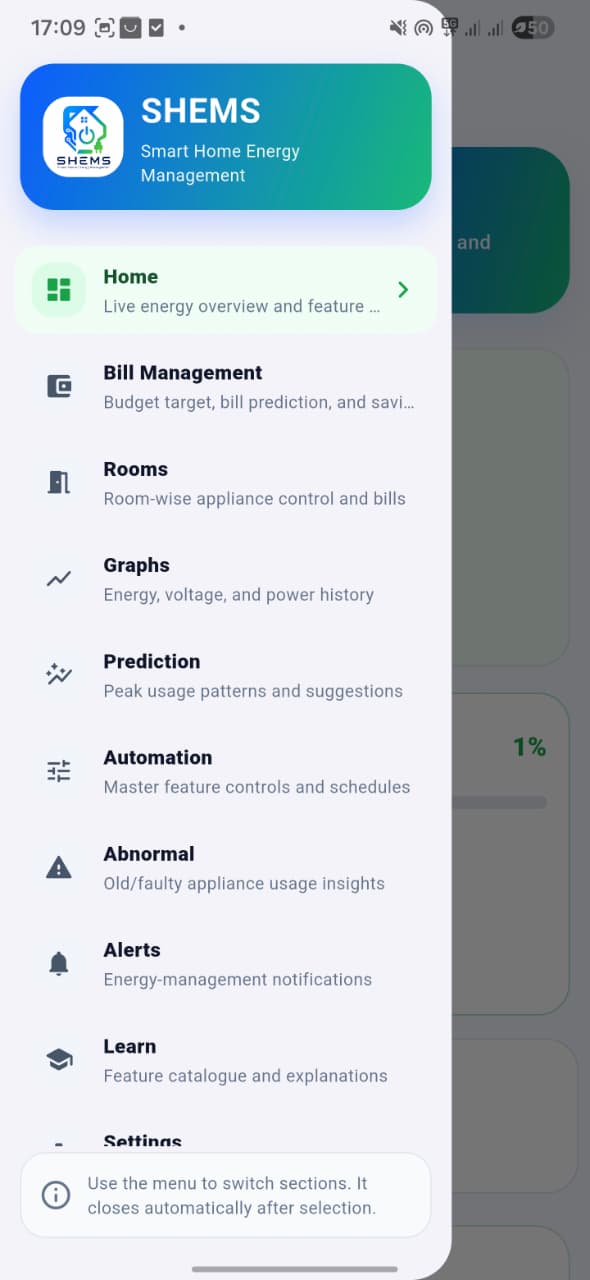 17:09
5G
50
SHEMS
SHEMS
Smart Home Energy
Management
and
Home
Live energy overview and feature ...
Bill Management
Budget target, bill prediction, and savi...
Rooms
Room-wise appliance control and bills
Graphs
Energy, voltage, and power history
Prediction
Peak usage patterns and suggestions
1%
Automation
Master feature controls and schedules
Abnormal
Old/faulty appliance usage insights
Alerts
Energy-management notifications
Learn
Feature catalogue and explanations
Settings
Use the menu to switch sections. It
closes automatically after selection.